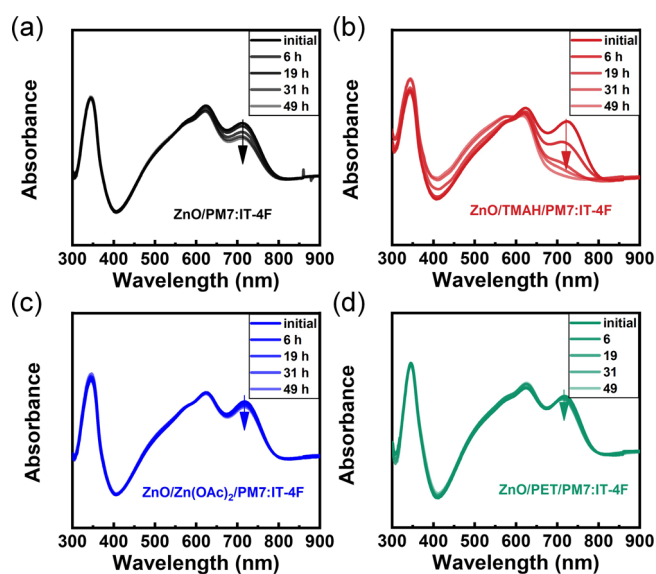 (a)
Absorbance
initial
6 h
19 h
31 h
49 h
ZnO/PM7:IT-4F
300 400 500 600 700 800 900
Wavelength (nm)
(b)
Absorbance
initial
6 h
19 h
31 h
49 h
ZnO/TMAH/PM7:IT-4F
300 400 500 600 700 800 900
Wavelength (nm)
(c)
Absorbance
initial
6 h
19 h
31 h
49 h
ZnO/Zn(OAc)₂/PM7:IT-4F
300 400 500 600 700 800 900
Wavelength (nm)
(d)
Absorbance
initial
6
19
31
49
ZnO/PET/PM7:IT-4F
300 400 500 600 700 800 900
Wavelength (nm)